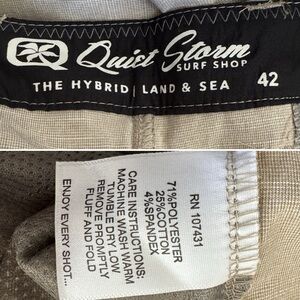 Quiet Storm
SURF SHOP
THE HYBRID | LAND & SEA 42
RN 107431
71%POLYESTER
25%COTTON
4%SPANDEX
CARE INSTRUCTIONS:
MACHINE WASH WARM
TUMBLE DRY LOW
REMOVE PROMPTLY
FLUFF AND FOLD
ENJOY EVERY SHOT...